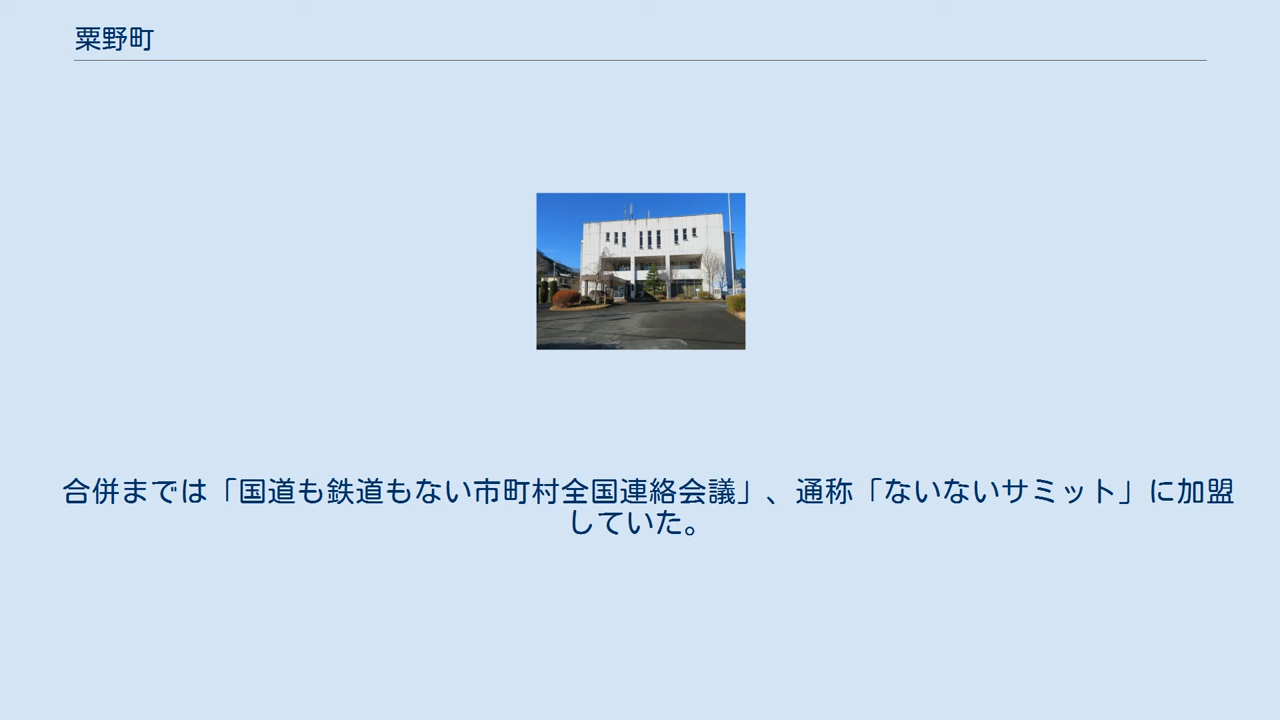 粟野町
合併までは「国道も鉄道もない市町村全国連絡会議」、通称「ないないサミット」に加盟
していた。